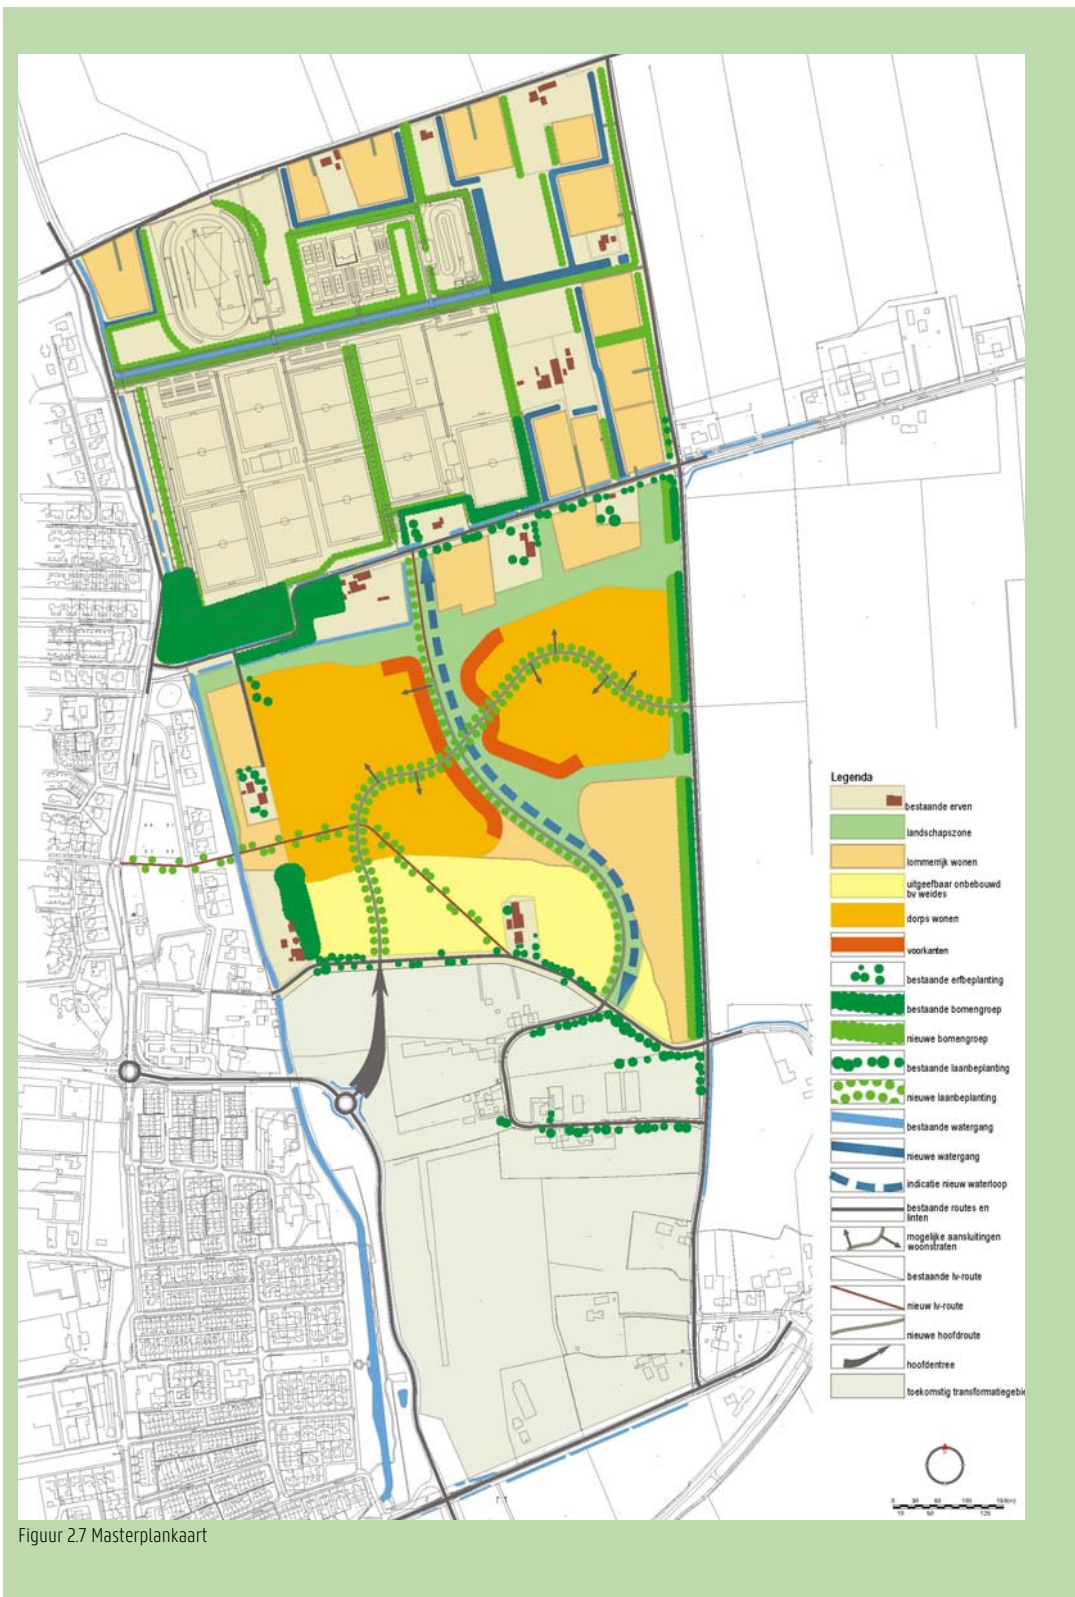 Legenda
bestaande erven
landschapszone
lommerrijk wonen
uitgeefbaar onbebouwd
bv weides
dorps wonen
voorkanten
bestaande erfbeplanting
bestaande bomengroep
nieuwe bomengroep
bestaande laanbeplanting
nieuwe laanbeplanting
bestaande watergang
nieuwe watergang
indicatie nieuw waterloop
bestaande routes en
linten
mogelijke aansluitingen
woonstraten
bestaande lv-route
nieuw lv-route
nieuwe hoofdroute
hoofdentree
toekomstig transformatiegebie
Figuur 2.7 Masterplankaart